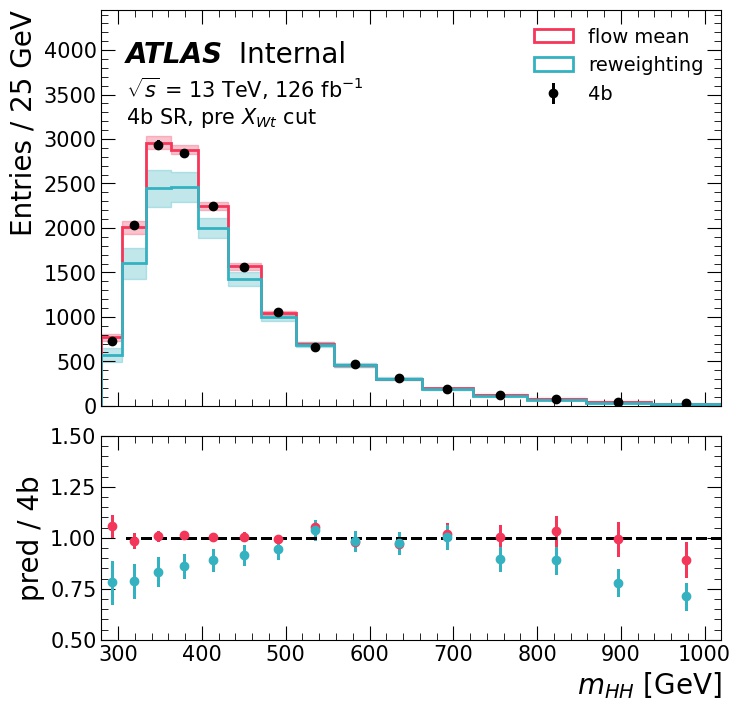 Entries / 25 GeV
4000
3500
3000
2500
2000
1500
1000
500
0
ATLAS Internal
√s = 13 TeV, 126 fb⁻¹
4b SR, pre X_Wt cut
flow mean
reweighting
4b
pred / 4b
1.50
1.25
1.00
0.75
0.50
300 400 500 600 700 800 900 1000
m_HH [GeV]